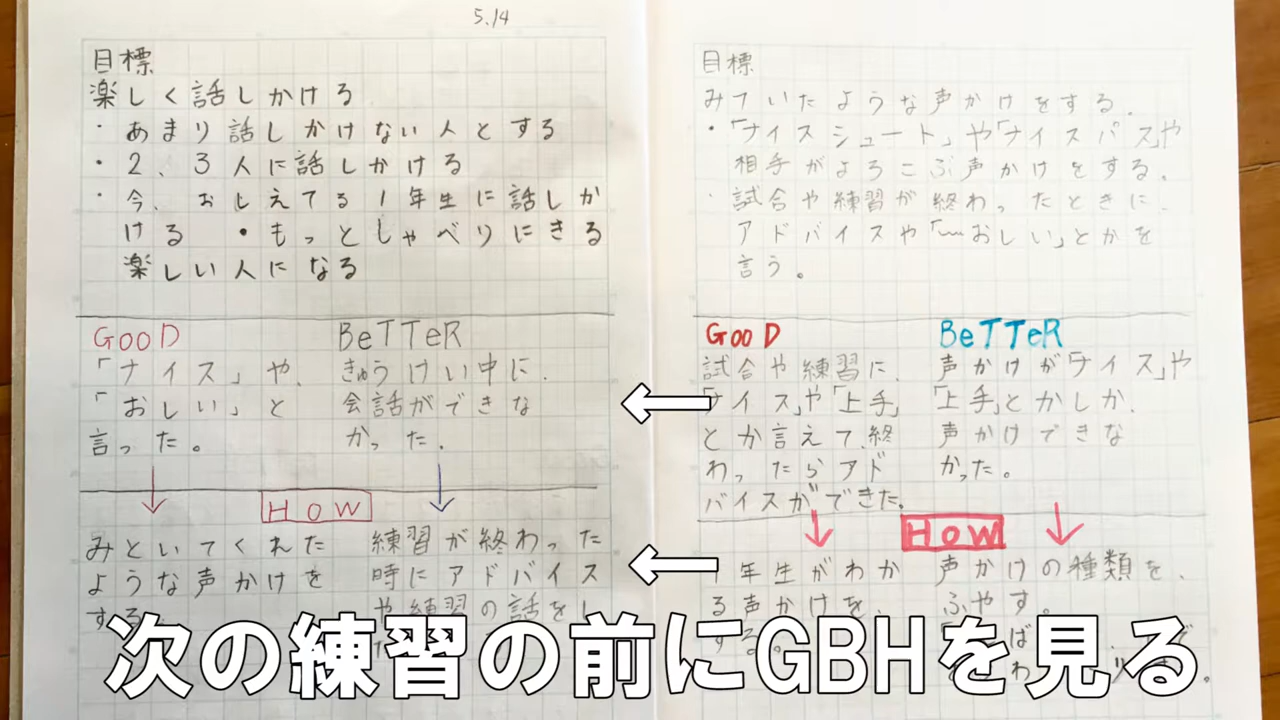 5.14
目標
楽しく話しかける
・あまり話しかけない人とする
・2、3人に話しかける
・今、おしえてる1年生に話しか
ける ・もっとしゃべりにきる
楽しい人になる
GOOD
「ナイス」や、
「おしい」と
言った。
BeTTeR
きゅうけい中に、
会話ができな
かった。
HOW
みといてくれた
ような声かけを
する
練習が終わった
時にアドバイス
や練習の話をし
目標
みていたような声かけをする。
・「ナイスシュート」や「ナイスパス」や
相手がよろこぶ声かけをする。
・試合や練習が終わったときに、
アドバイスや「〜おしい」とかを
言う。
GOOD
試合や練習に、
「ナイス」や「上手」
とか言えて、終
わったらアド
バイスができた。
BeTTeR
声かけが「ナイス」や
「上手」とかしか、
声かけできな
かった。
HOW
1年生がわか
る声かけを、
する。
声かけの種類を、
ふやす。
次の練習の前にGBHを見る